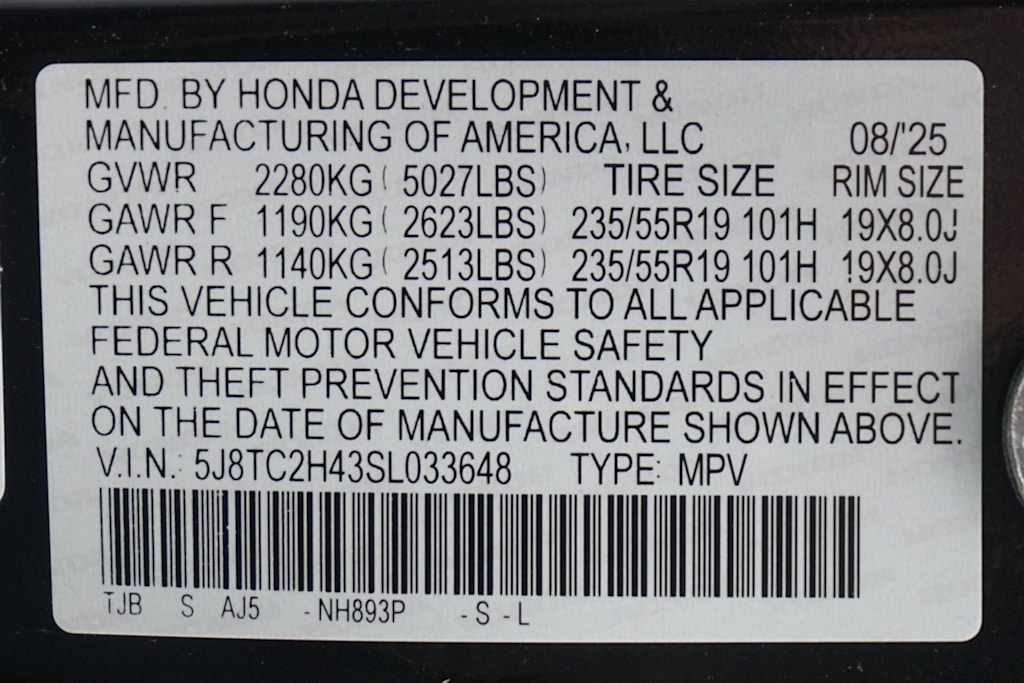 MFD. BY HONDA DEVELOPMENT &
MANUFACTURING OF AMERICA, LLC 08/'25
GVWR 2280KG ( 5027LBS) TIRE SIZE RIM SIZE
GAWR F 1190KG ( 2623LBS) 235/55R19 101H 19X8.0J
GAWR R 1140KG ( 2513LBS) 235/55R19 101H 19X8.0J
THIS VEHICLE CONFORMS TO ALL APPLICABLE
FEDERAL MOTOR VEHICLE SAFETY
AND THEFT PREVENTION STANDARDS IN EFFECT
ON THE DATE OF MANUFACTURE SHOWN ABOVE.
V.I.N.: 5J8TC2H43SL033648 TYPE: MPV
TJB S AJ5 -NH893P -S-L